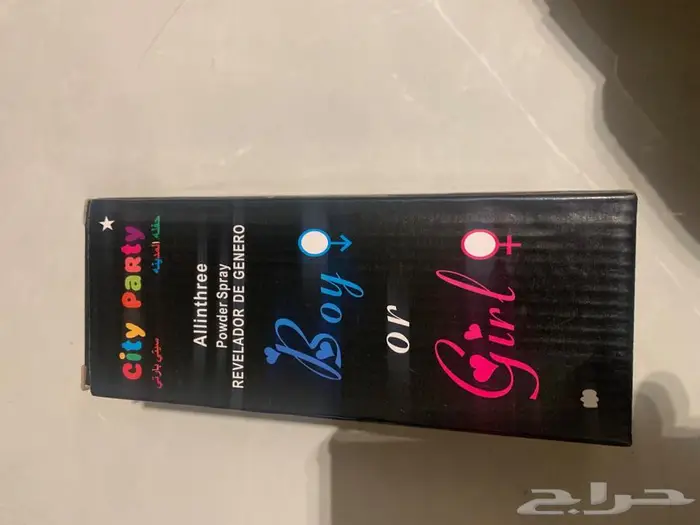 City Party
سيتي بارتي حفلة المدينة
Allinthree
Powder Spray
REVELADOR DE GENERO
Boy
or
Girl
حراج